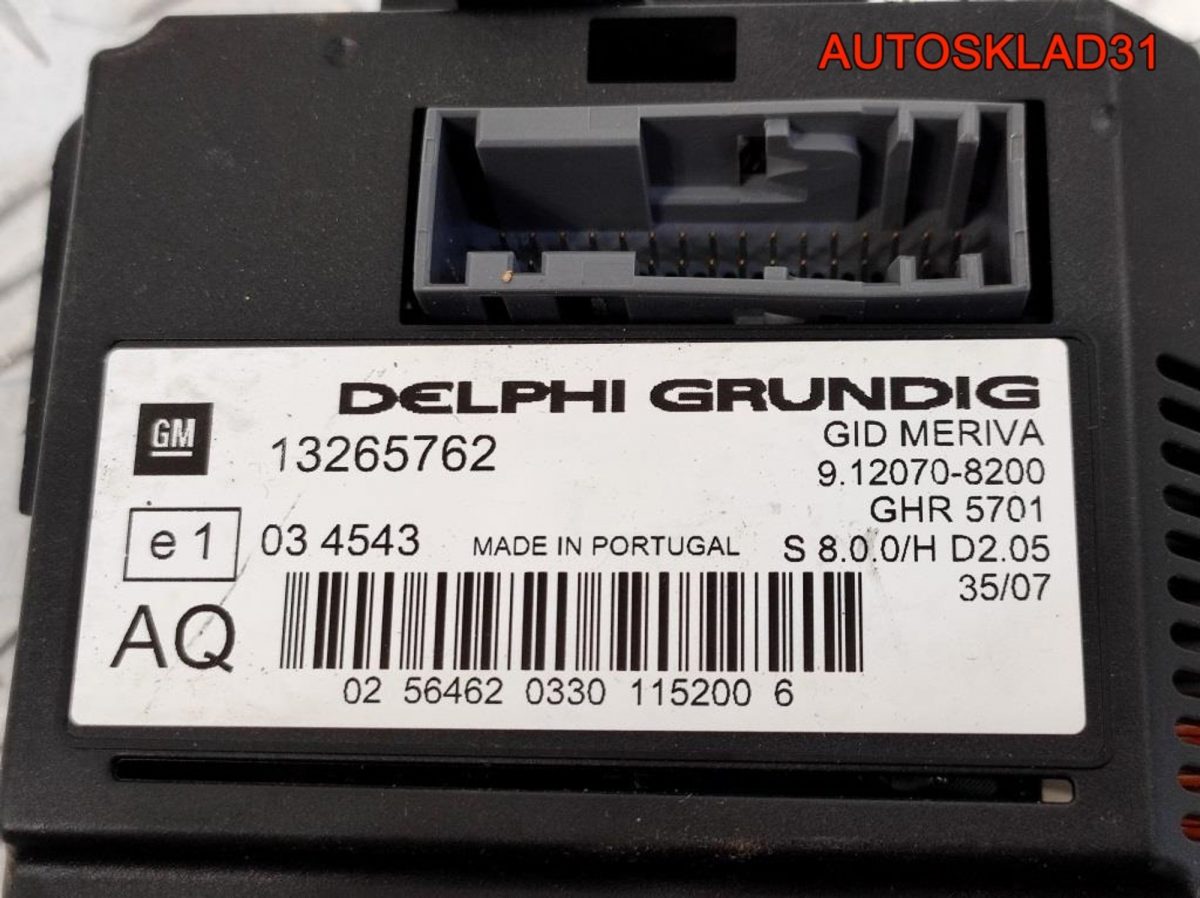 AUTOSKLAD31
DELPHI GRUNDIG
GM
13265762
GID MERIVA
9.12070-8200
GHR 5701
e 1
03 4543
MADE IN PORTUGAL
S 8.0.0/H D2.05
35/07
AQ
02 56462 0330 115200 6